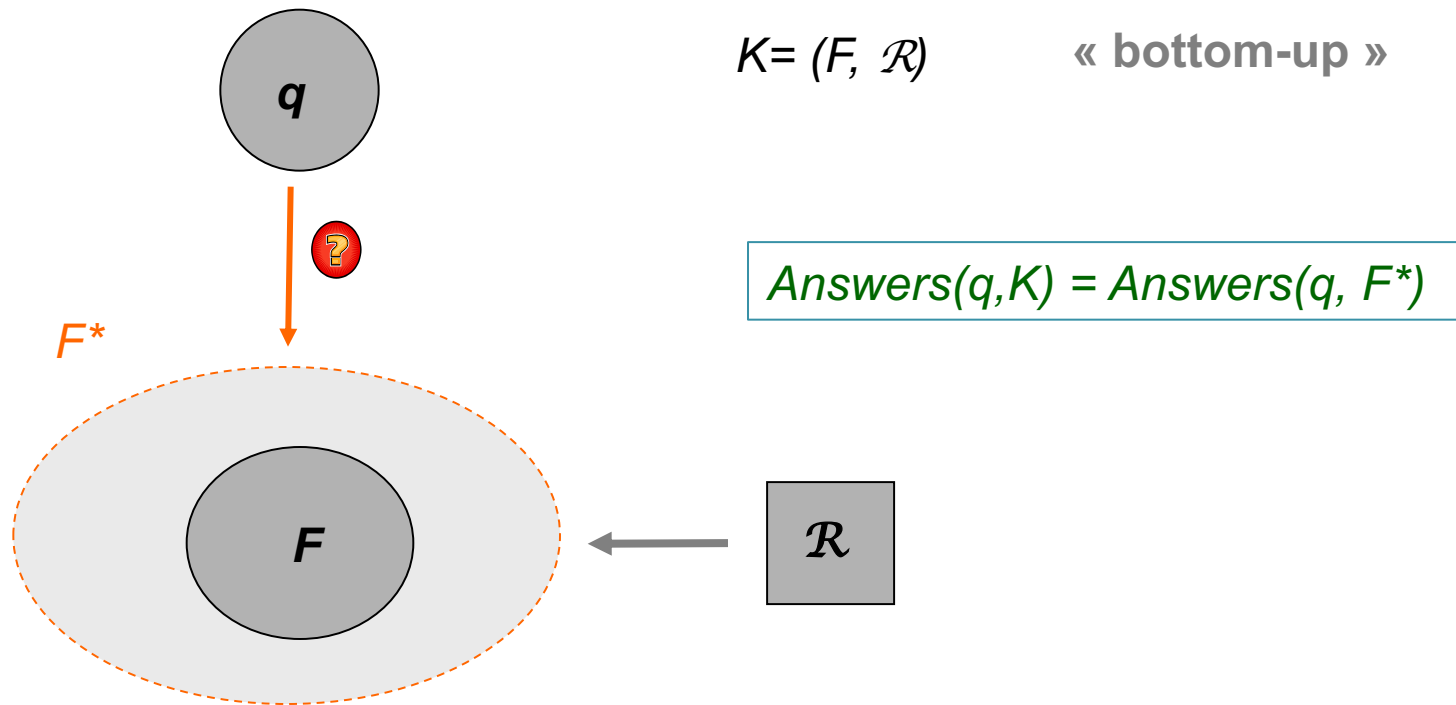 q
K= (F, ℛ)
« bottom-up »
?
Answers(q,K) = Answers(q, F*)
F*
F
ℛ